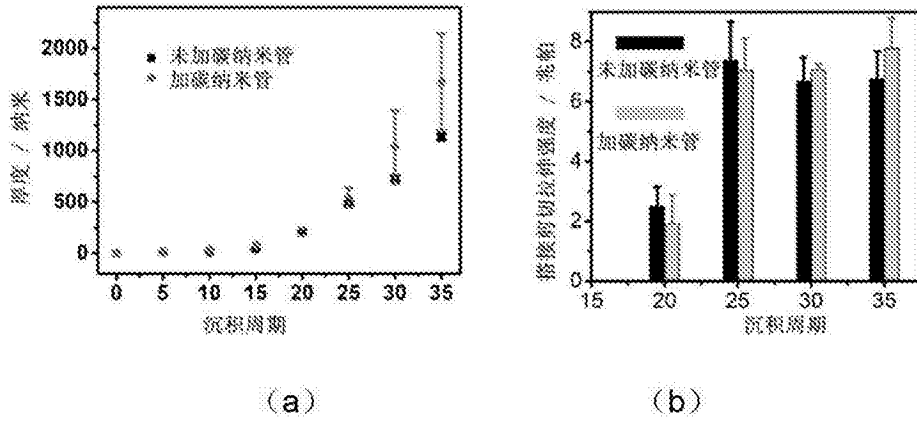 2000
1500
1000
500
0
厚度 / 纳米
未加碳纳米管
加碳纳米管
0 5 10 15 20 25 30 35
沉积周期
(a)
8
6
4
2
0
搭接剪切拉伸强度 / 兆帕
未加碳纳米管
加碳纳米管
15 20 25 30 35
沉积周期
(b)